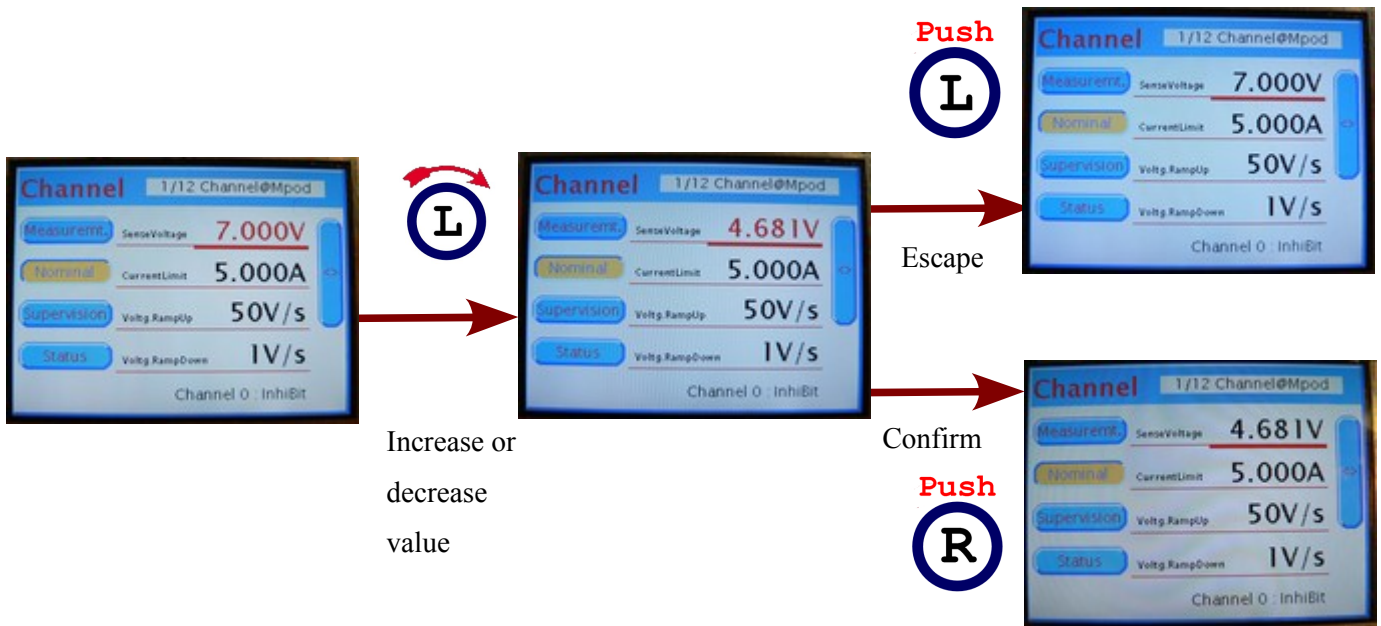 Channel 1/12 Channel@Mpod
Measuremt. SenseVoltage 7.000V
Nominal CurrentLimit 5.000A
<>
Supervision Voltg.RampUp 50V/s
Status Voltg.RampDown 1V/s
Channel 0 : InhiBit
L
Increase or
decrease
value
Channel 1/12 Channel@Mpod
Measuremt. SenseVoltage 4.681V
Nominal CurrentLimit 5.000A
<>
Supervision Voltg.RampUp 50V/s
Status Voltg.RampDown 1V/s
Channel 0 : InhiBit
Push
L
Escape
Channel 1/12 Channel@Mpod
Measuremt. SenseVoltage 7.000V
Nominal CurrentLimit 5.000A
<>
Supervision Voltg.RampUp 50V/s
Status Voltg.RampDown 1V/s
Channel 0 : InhiBit
Confirm
Push
R
Channel 1/12 Channel@Mpod
Measuremt. SenseVoltage 4.681V
Nominal CurrentLimit 5.000A
<>
Supervision Voltg.RampUp 50V/s
Status Voltg.RampDown 1V/s
Channel 0 : InhiBit